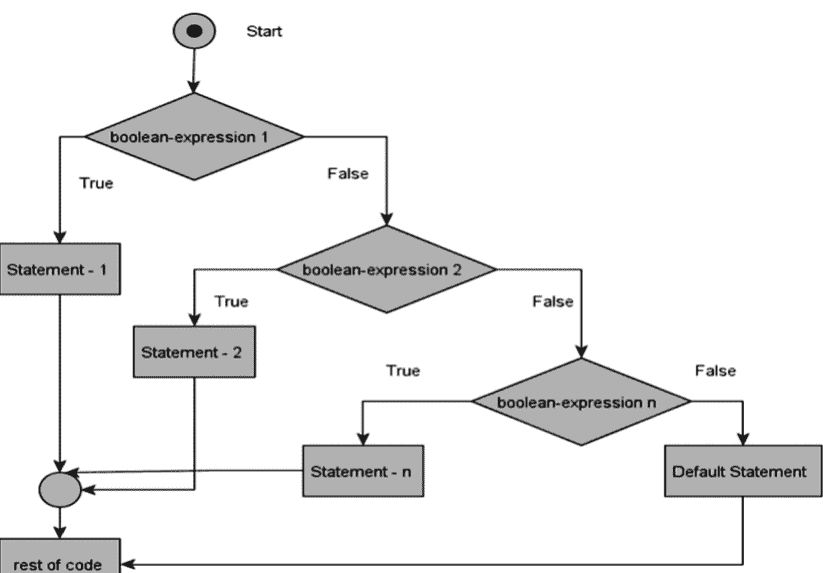 Start
boolean-expression 1
True
False
Statement - 1
boolean-expression 2
True
False
Statement - 2
True
False
boolean-expression n
Statement - n
Default Statement
rest of code